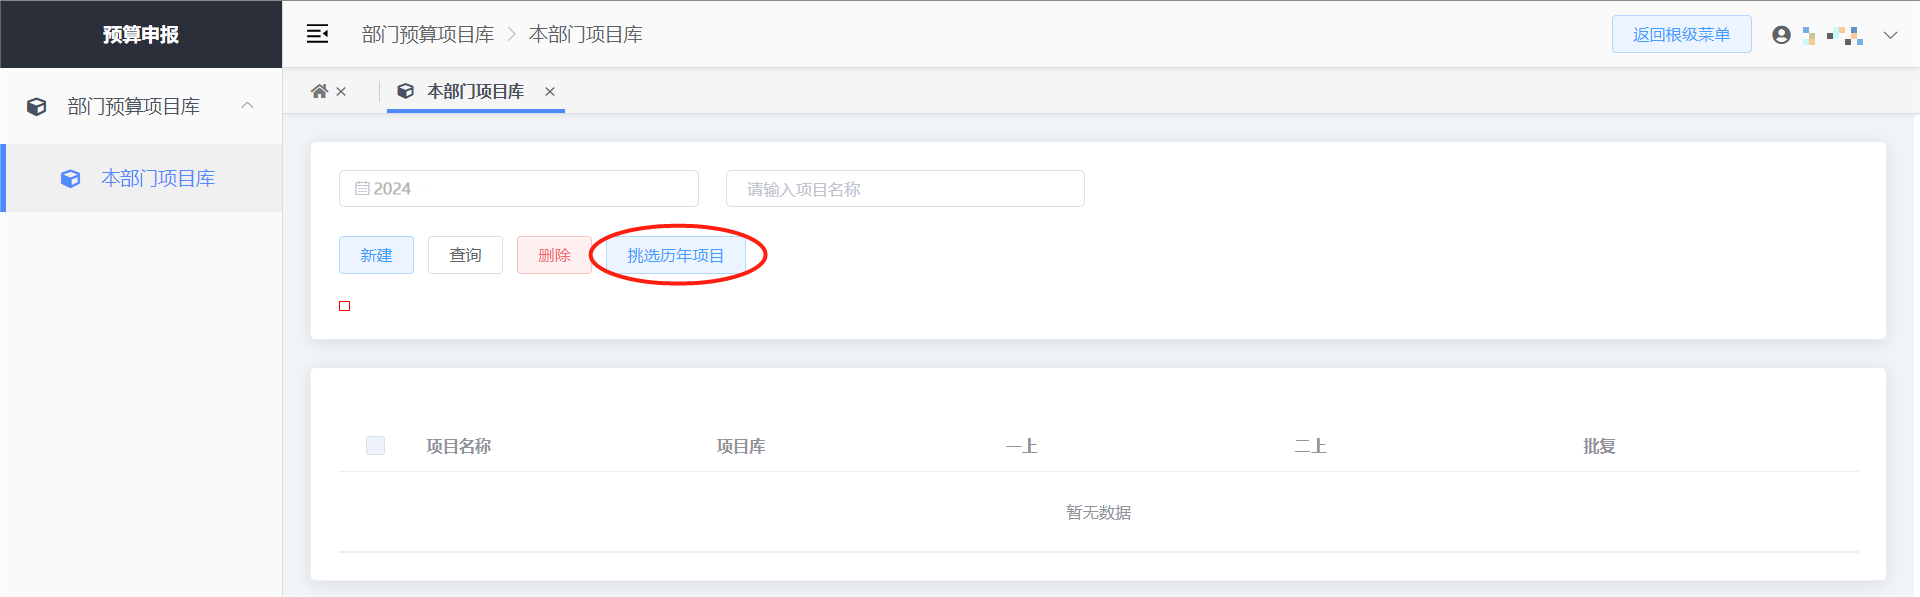 预算申报
部门预算项目库 > 本部门项目库
返回根级菜单
部门预算项目库
本部门项目库
本部门项目库
2024
请输入项目名称
新建 查询 删除 挑选历年项目
项目名称 项目库 一上 二上 批复
暂无数据